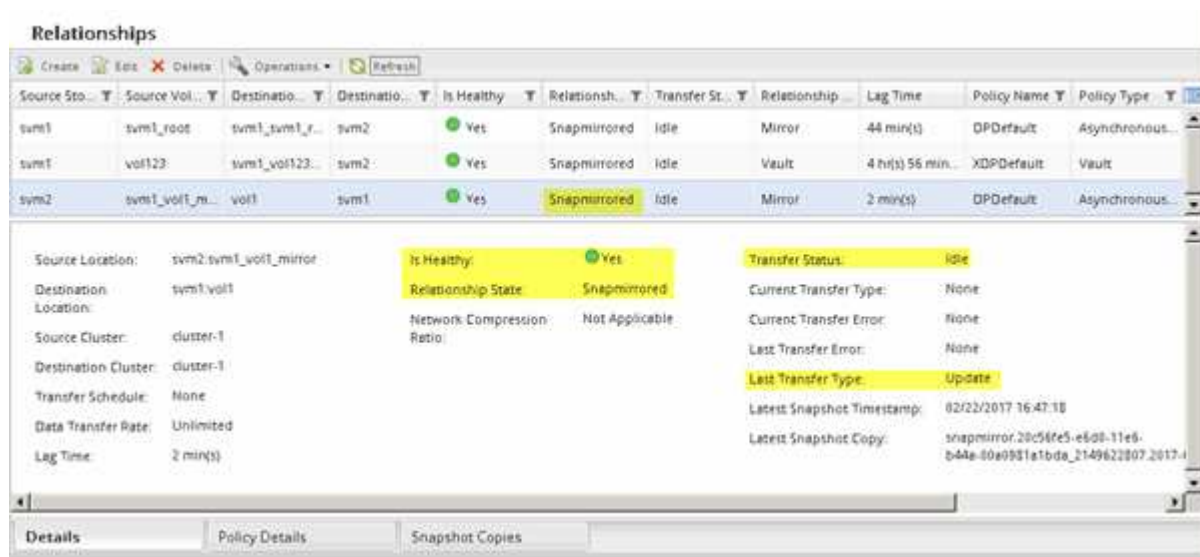 Relationships
Create Edit Delete Operations Refresh
Source Sto... Source Vol... Destinatio... Destinatio... Is Healthy Relationsh... Transfer St... Relationship ... Lag Time Policy Name Policy Type
svm1 svm1_root svm1_svm1_r... svm2 Yes Snapmirrored Idle Mirror 44 min(s) DPDefault Asynchronous...
svm1 vol123 svm1_vol123... svm2 Yes Snapmirrored Idle Vault 4 hr(s) 56 min... XDPDefault Vault
svm2 svm1_vol1_m... vol1 svm1 Yes Snapmirrored Idle Mirror 2 min(s) DPDefault Asynchronous...
Source Location: svm2:svm1_vol1_mirror
Destination Location: svm1:vol1
Source Cluster: cluster-1
Destination Cluster: cluster-1
Transfer Schedule: None
Data Transfer Rate: Unlimited
Lag Time: 2 min(s)
Is Healthy: Yes
Relationship State: Snapmirrored
Network Compression Ratio: Not Applicable
Transfer Status: Idle
Current Transfer Type: None
Current Transfer Error: None
Last Transfer Error: None
Last Transfer Type: Update
Latest Snapshot Timestamp: 02/22/2017 16:47:18
Latest Snapshot Copy: snapmirror.20c56fe5-e6d0-11e6-
b44a-00a0981a1bda_2149622807.2017-
Details Policy Details Snapshot Copies